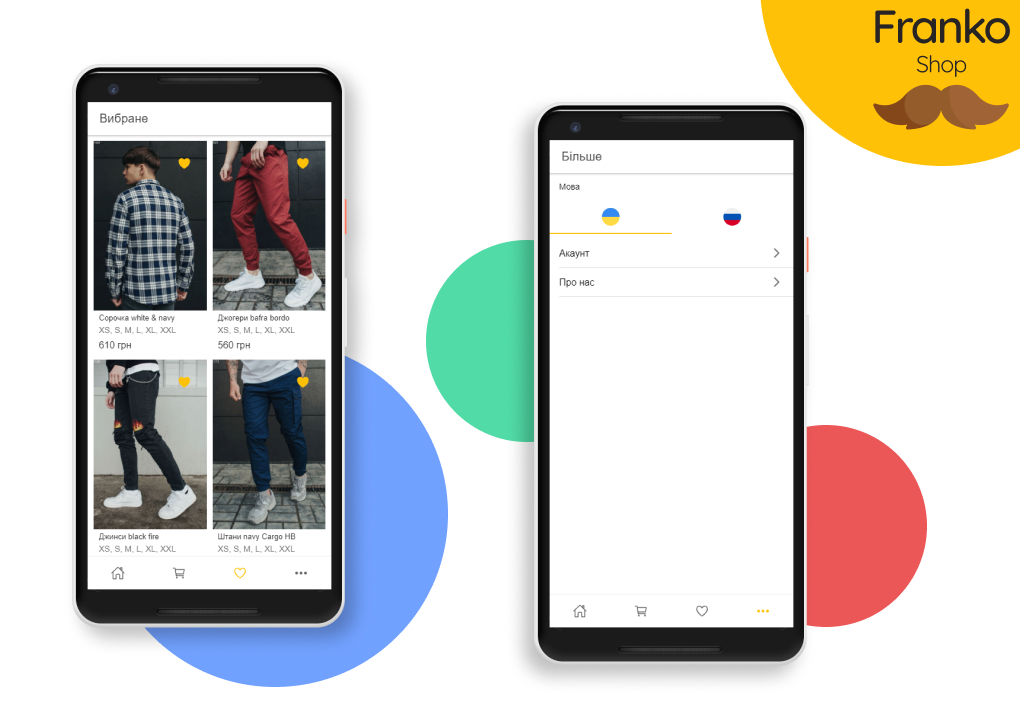 Franko
Shop
Вибране
Сорочка white & navy
XS, S, M, L, XL, XXL
610 грн
Джогери bafra bordo
XS, S, M, L, XL, XXL
560 грн
Джинси black fire
XS, S, M, L, XL, XXL
Штани navy Cargo HB
XS, S, M, L, XL, XXL
Більше
Мова
Акаунт
Про нас